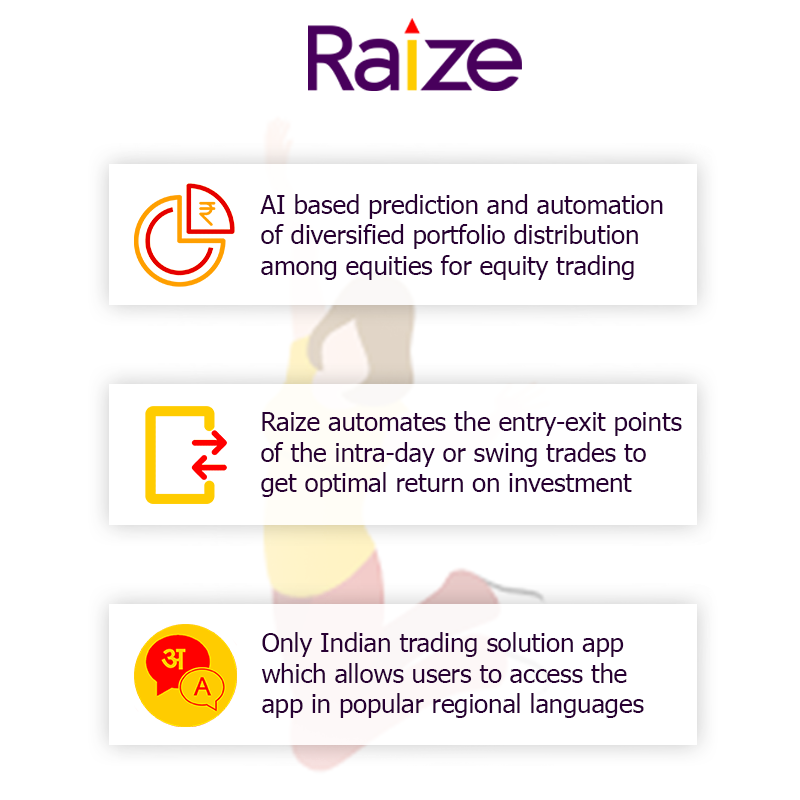 Raize
₹
AI based prediction and automation
of diversified portfolio distribution
among equities for equity trading
Raize automates the entry-exit points
of the intra-day or swing trades to
get optimal return on investment
अ
A
Only Indian trading solution app
which allows users to access the
app in popular regional languages